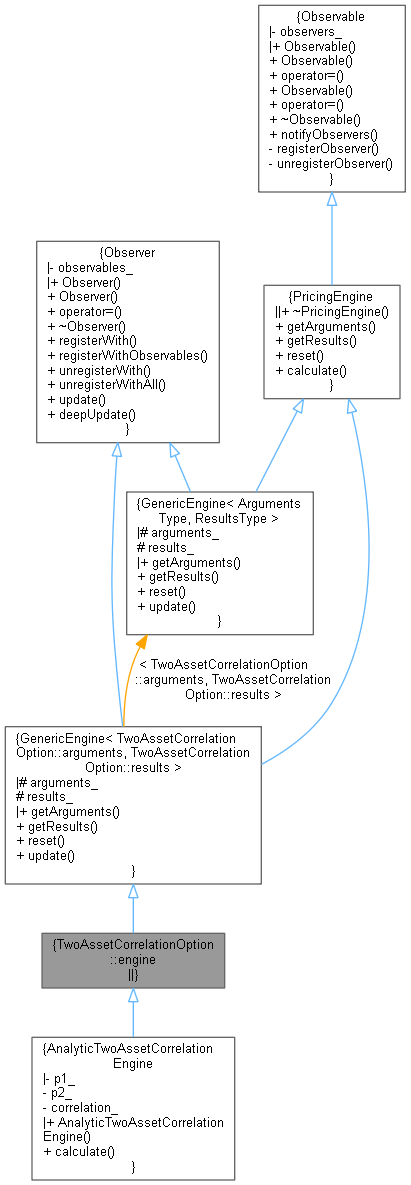 {Observable
|- observers_
|+ Observable()
+ Observable()
+ operator=()
+ Observable()
+ operator=()
+ ~Observable()
+ notifyObservers()
- registerObserver()
- unregisterObserver()
}
{Observer
|- observables_
|+ Observer()
+ Observer()
+ operator=()
+ ~Observer()
+ registerWith()
+ registerWithObservables()
+ unregisterWith()
+ unregisterWithAll()
+ update()
+ deepUpdate()
}
{PricingEngine
||+ ~PricingEngine()
+ getArguments()
+ getResults()
+ reset()
+ calculate()
}
{GenericEngine< Arguments
Type, ResultsType >
|# arguments_
# results_
|+ getArguments()
+ getResults()
+ reset()
+ update()
}
< TwoAssetCorrelationOption
::arguments, TwoAssetCorrelation
Option::results >
{GenericEngine< TwoAssetCorrelation
Option::arguments, TwoAssetCorrelation
Option::results >
|# arguments_
# results_
|+ getArguments()
+ getResults()
+ reset()
+ update()
}
{TwoAssetCorrelationOption
::engine
||}
{AnalyticTwoAssetCorrelation
Engine
|- p1_
- p2_
- correlation_
|+ AnalyticTwoAssetCorrelation
Engine()
+ calculate()
}